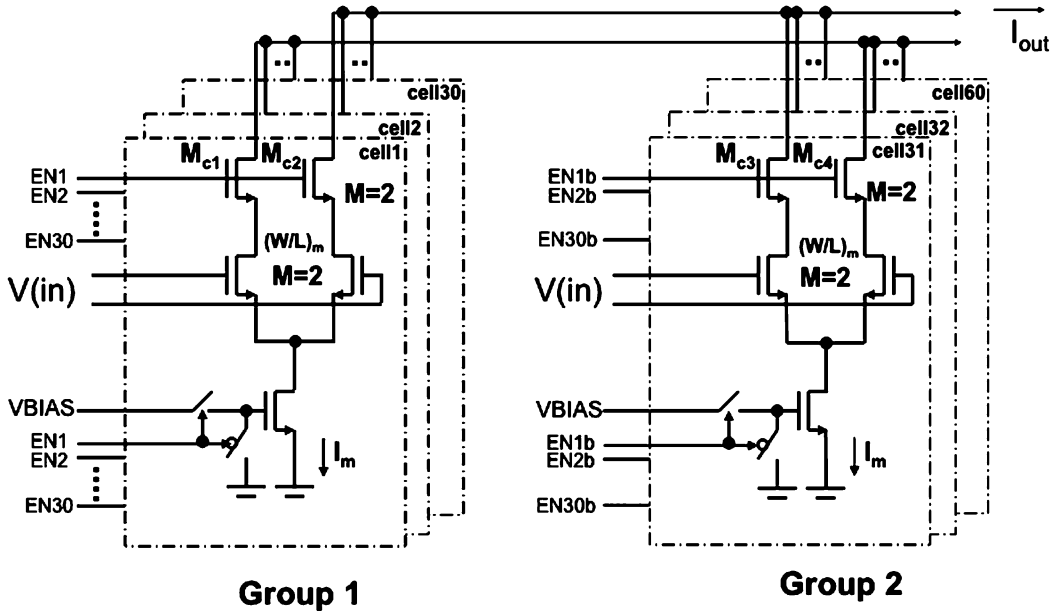 I_out
cell30
cell2
cell1
M_c1 M_c2
M=2
EN1
EN2
EN30
(W/L)_m
M=2
V(in)
VBIAS
EN1
EN2
EN30
I_m
Group 1
cell60
cell32
cell31
M_c3 M_c4
M=2
EN1b
EN2b
EN30b
(W/L)_m
M=2
V(in)
VBIAS
EN1b
EN2b
EN30b
I_m
Group 2